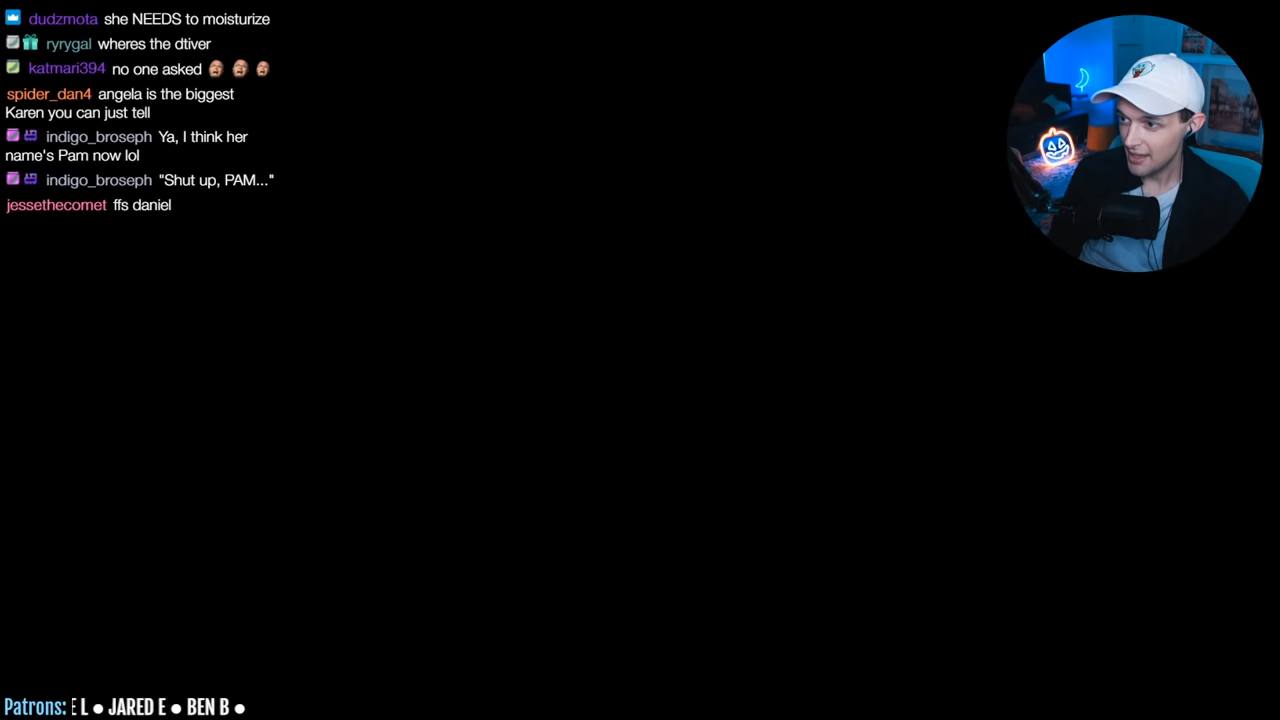 dudzmota she NEEDS to moisturize
ryrygal wheres the dtiver
katmari394 no one asked
spider_dan4 angela is the biggest
Karen you can just tell
indigo_broseph Ya, I think her
name's Pam now lol
indigo_broseph "Shut up, PAM..."
jessethecomet ffs daniel
Patrons: E L ● JARED E ● BEN B ●